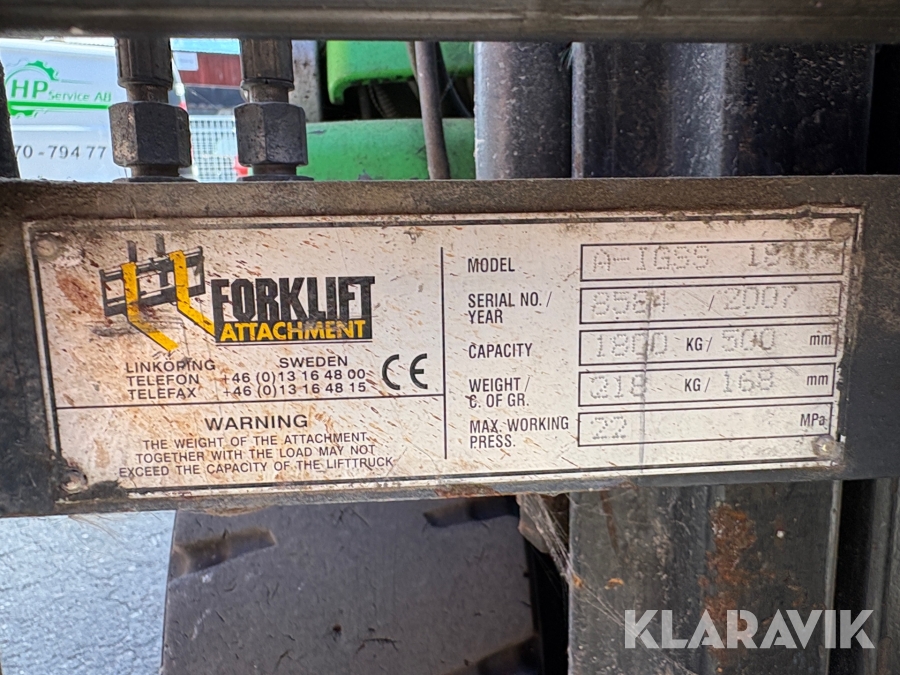 HP
Service AB
70-794 77
FORKLIFT
ATTACHMENT
LINKÖPING SWEDEN
TELEFON +46 (0)13 16 48 00
TELEFAX +46 (0)13 16 48 15
CE
WARNING
THE WEIGHT OF THE ATTACHMENT
TOGETHER WITH THE LOAD MAY NOT
EXCEED THE CAPACITY OF THE LIFTTRUCK
MODEL A-IGSS
SERIAL NO./
YEAR 8564 / 2007
CAPACITY 1800 KG/ 500 mm
WEIGHT/
C. OF GR. 218 KG/ 168 mm
MAX. WORKING
PRESS. 22 MPa
KLARAVIK